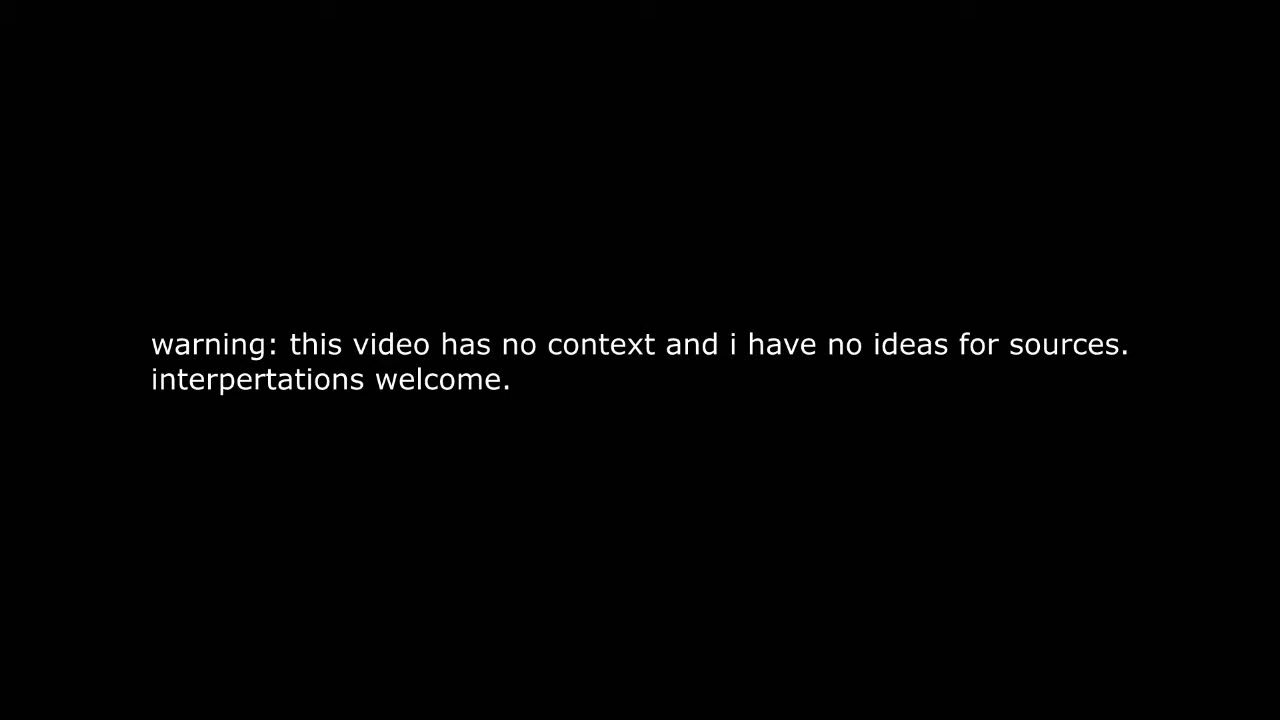 warning: this video has no context and i have no ideas for sources.
interpertations welcome.